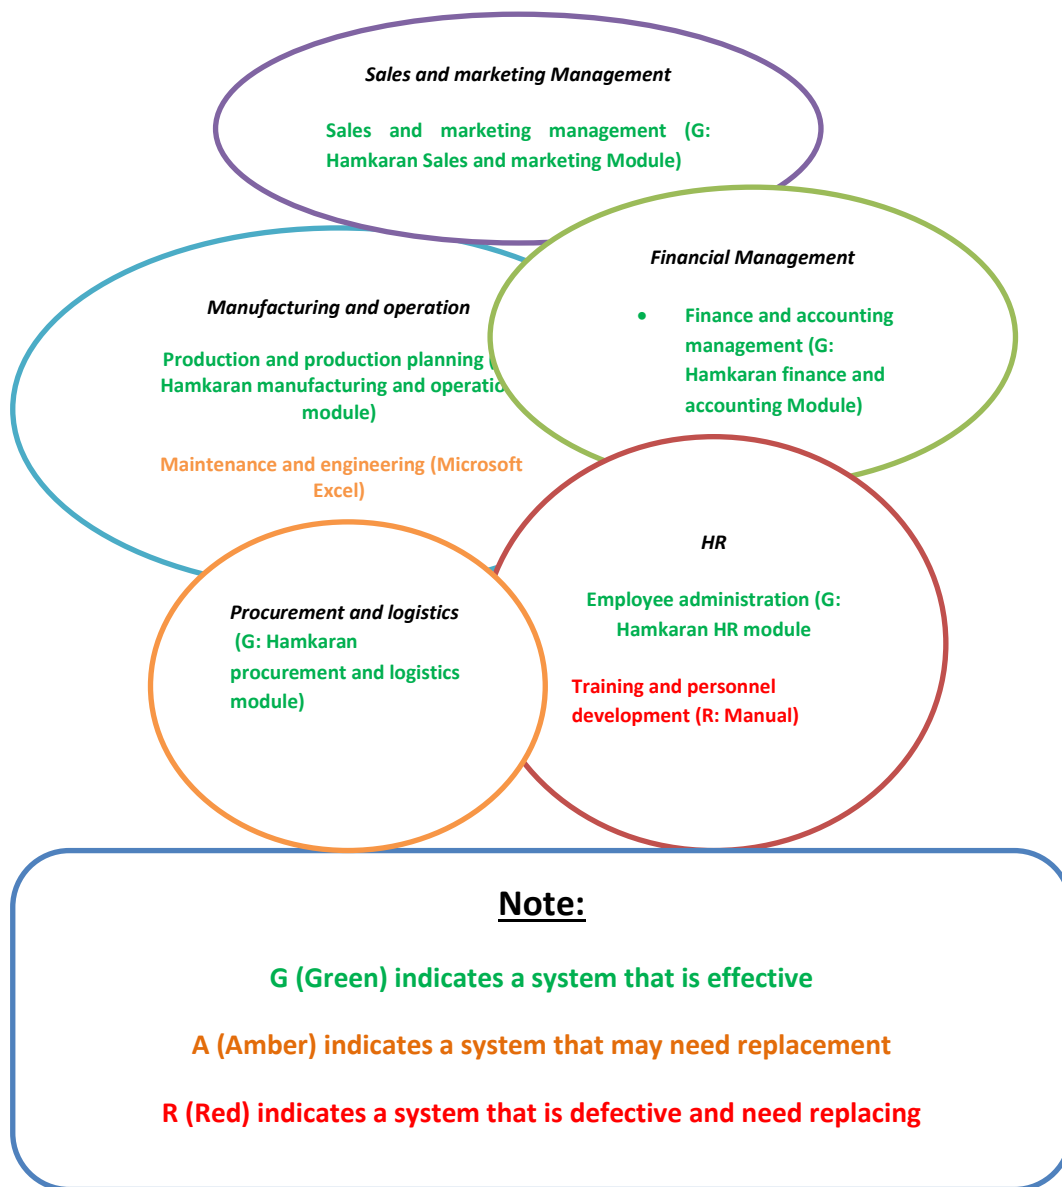 Sales and marketing Management
Sales and marketing management (G:
Hamkaran Sales and marketing Module)
Financial Management
• Finance and accounting
management (G:
Hamkaran finance and
accounting Module)
Manufacturing and operation
Production and production planning (
Hamkaran manufacturing and operatio
module)
Maintenance and engineering (Microsoft
Excel)
HR
Employee administration (G:
Hamkaran HR module
Training and personnel
development (R: Manual)
Procurement and logistics
(G: Hamkaran
procurement and logistics
module)
Note:
G (Green) indicates a system that is effective
A (Amber) indicates a system that may need replacement
R (Red) indicates a system that is defective and need replacing